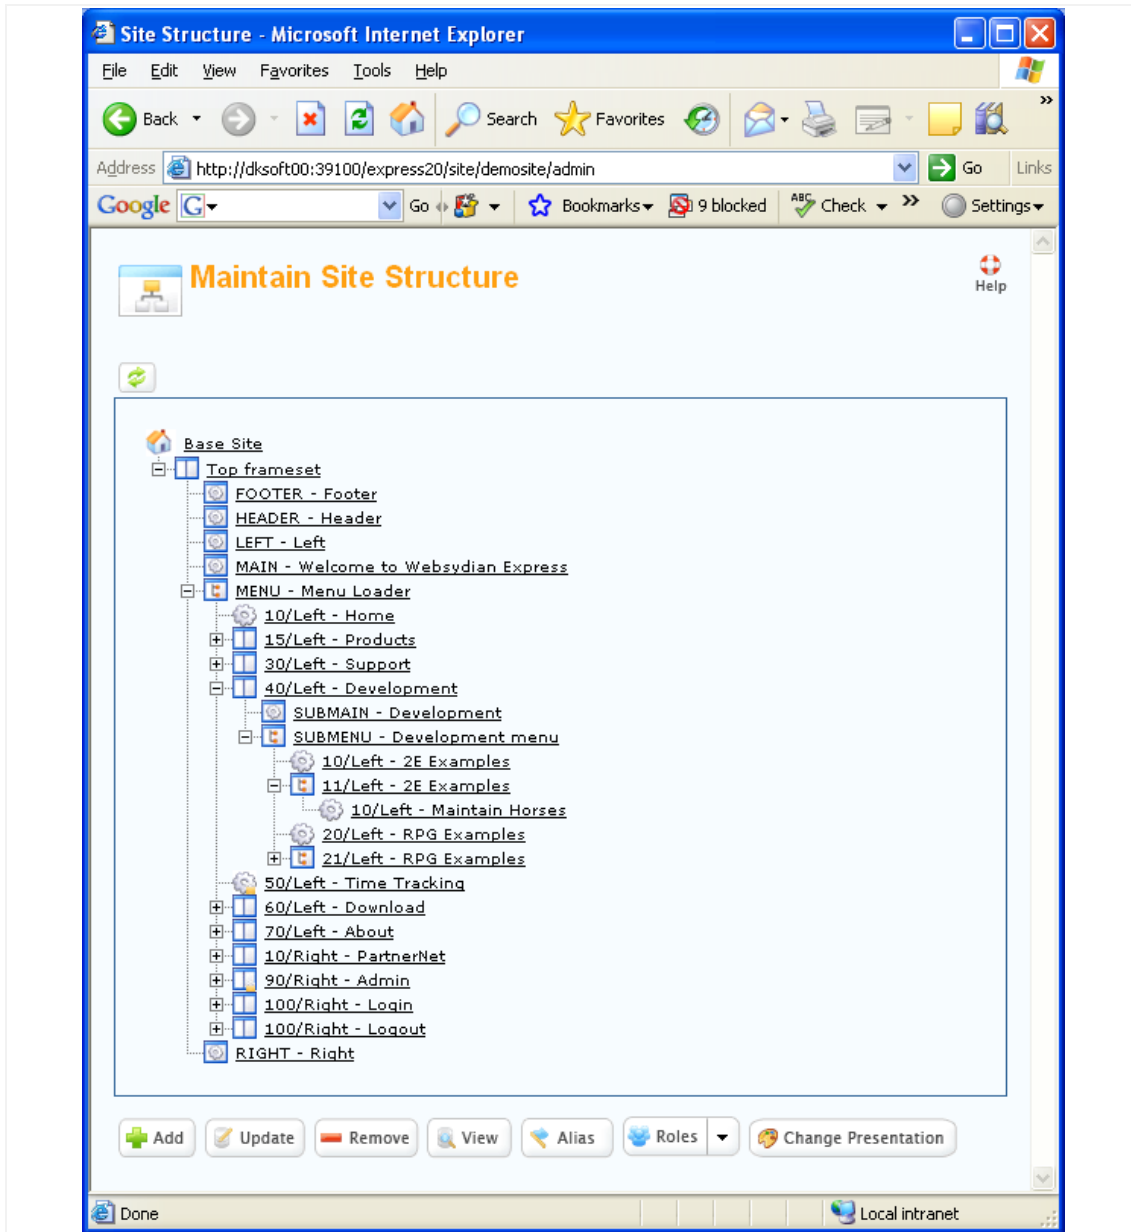 Site Structure - Microsoft Internet Explorer
File Edit View Favorites Tools Help
Back Search Favorites »
Address http://dksoft00:39100/express20/site/demosite/admin Go Links
Google G Go Bookmarks 9 blocked ABC Check » Settings
Maintain Site Structure
Help
Base Site
Top frameset
FOOTER - Footer
HEADER - Header
LEFT - Left
MAIN - Welcome to Websydian Express
MENU - Menu Loader
10/Left - Home
15/Left - Products
30/Left - Support
40/Left - Development
SUBMAIN - Development
SUBMENU - Development menu
10/Left - 2E Examples
11/Left - 2E Examples
10/Left - Maintain Horses
20/Left - RPG Examples
21/Left - RPG Examples
50/Left - Time Tracking
60/Left - Download
70/Left - About
10/Right - PartnerNet
90/Right - Admin
100/Right - Login
100/Right - Logout
RIGHT - Right
Add Update Remove View Alias Roles Change Presentation
Done Local intranet